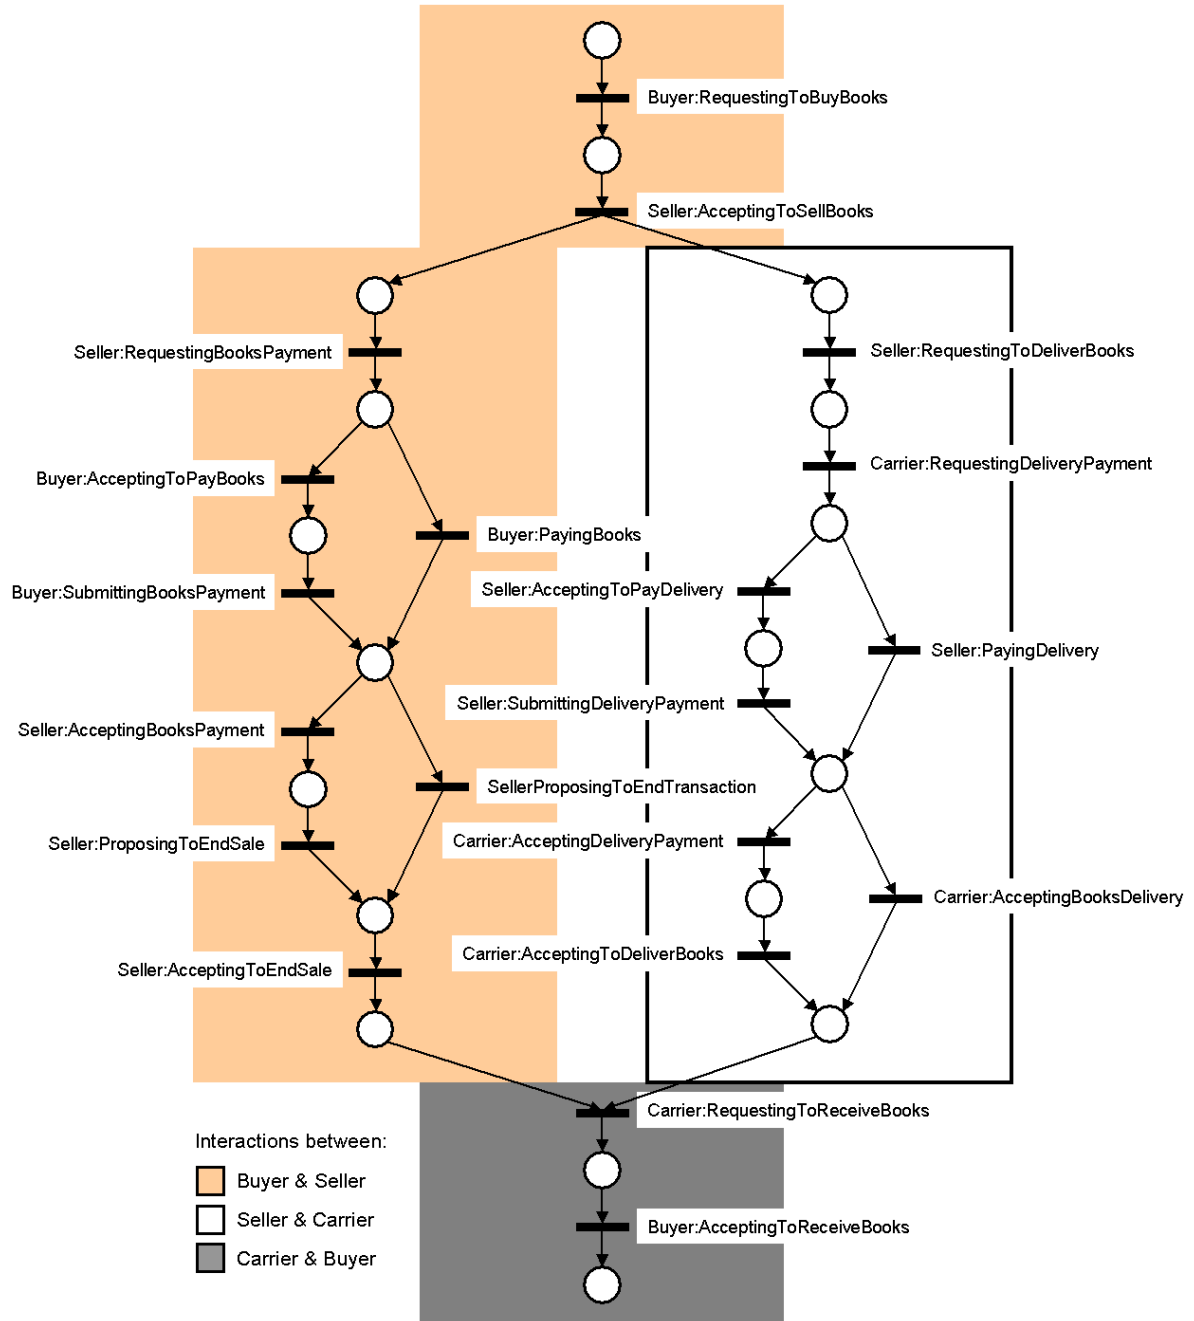 Buyer:RequestingToBuyBooks
Seller:AcceptingToSellBooks
Seller:RequestingBooksPayment
Seller:RequestingToDeliverBooks
Buyer:AcceptingToPayBooks
Carrier:RequestingDeliveryPayment
Buyer:PayingBooks
Buyer:SubmittingBooksPayment
Seller:AcceptingToPayDelivery
Seller:PayingDelivery
Seller:AcceptingBooksPayment
Seller:SubmittingDeliveryPayment
SellerProposingToEndTransaction
Seller:ProposingToEndSale
Carrier:AcceptingDeliveryPayment
Carrier:AcceptingBooksDelivery
Seller:AcceptingToEndSale
Carrier:AcceptingToDeliverBooks
Carrier:RequestingToReceiveBooks
Buyer:AcceptingToReceiveBooks
Interactions between:
Buyer & Seller
Seller & Carrier
Carrier & Buyer